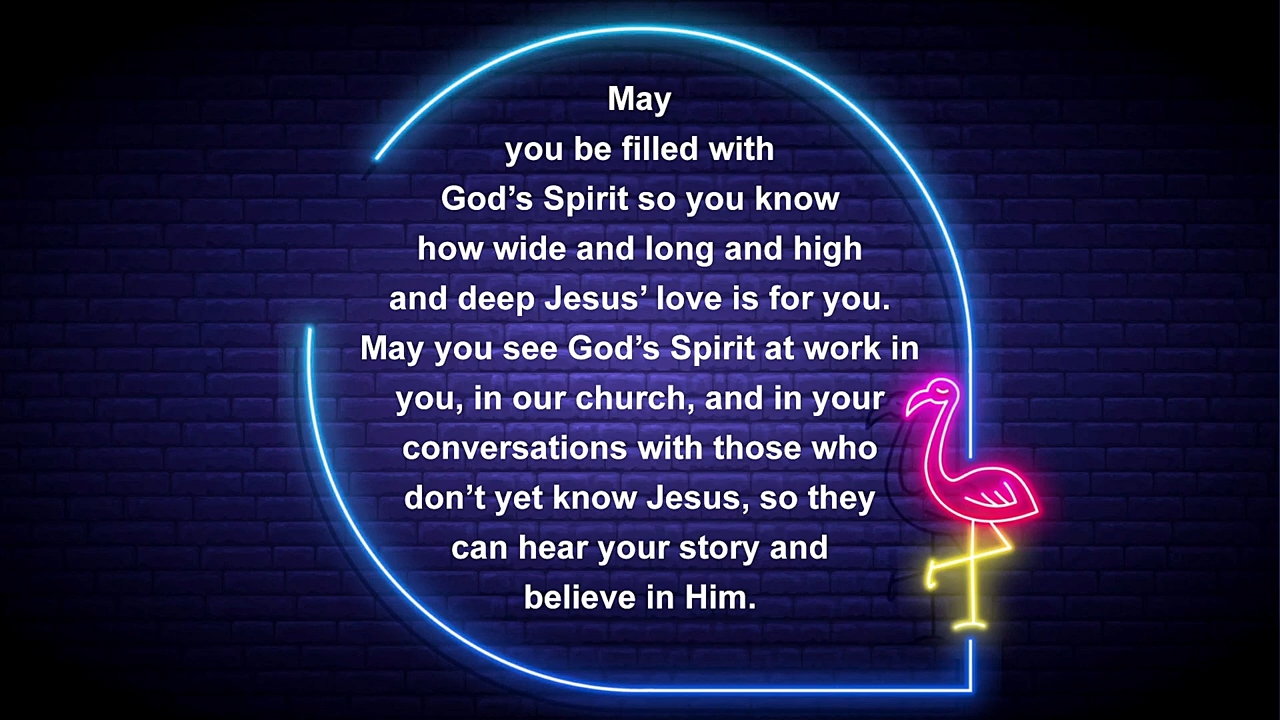 May
you be filled with
God’s Spirit so you know
how wide and long and high
and deep Jesus’ love is for you.
May you see God’s Spirit at work in
you, in our church, and in your
conversations with those who
don’t yet know Jesus, so they
can hear your story and
believe in Him.